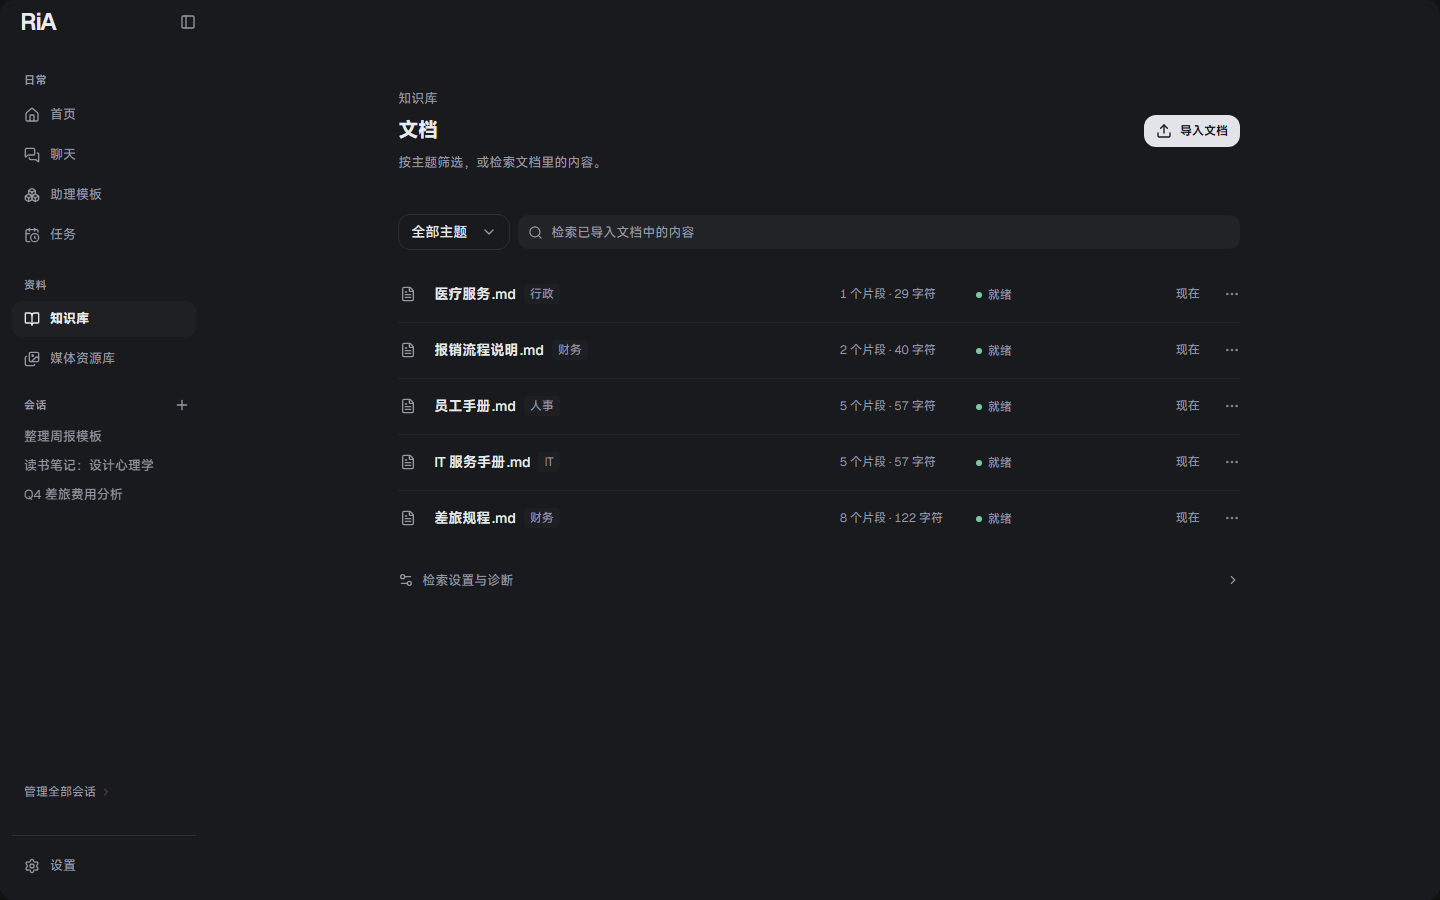 RiA
日常
首页
聊天
助理模板
任务
资料
知识库
媒体资源库
会话
整理周报模板
读书笔记：设计心理学
Q4 差旅费用分析
管理全部会话
设置
知识库
文档
按主题筛选，或检索文档里的内容。
导入文档
全部主题
检索已导入文档中的内容
医疗服务.md 行政 1 个片段 · 29 字符 就绪 现在
报销流程说明.md 财务 2 个片段 · 40 字符 就绪 现在
员工手册.md 人事 5 个片段 · 57 字符 就绪 现在
IT 服务手册.md IT 5 个片段 · 57 字符 就绪 现在
差旅规程.md 财务 8 个片段 · 122 字符 就绪 现在
检索设置与诊断